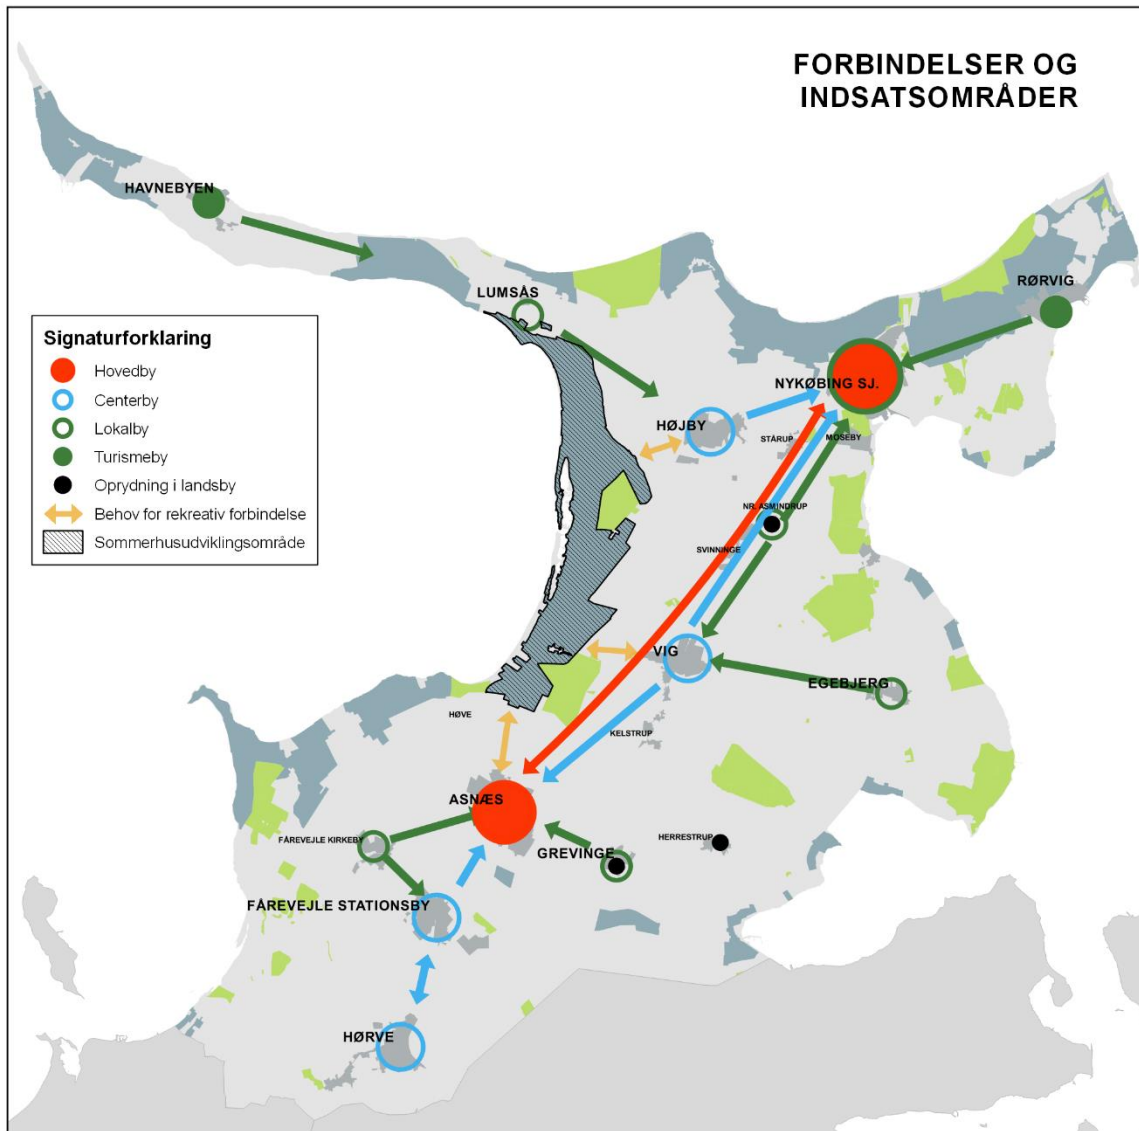 FORBINDELSER OG
INDSATSOMRÅDER
HAVNEBYEN
LUMSÅS
RØRVIG
Signaturforklaring
Hovedby
Centerby
Lokalby
Turismeby
Oprydning i landsby
Behov for rekreativ forbindelse
Sommerhusudviklingsområde
NYKØBING SJ.
HØJBY
STÅRUP
MOSEBY
NR. ASMINDRUP
SVINNINGE
VIG
EGEBJERG
HØVE
KELSTRUP
ASNÆS
FÅREVEJLE KIRKEBY
HERRESTRUP
GREVINGE
FÅREVEJLE STATIONSBY
HØRVE